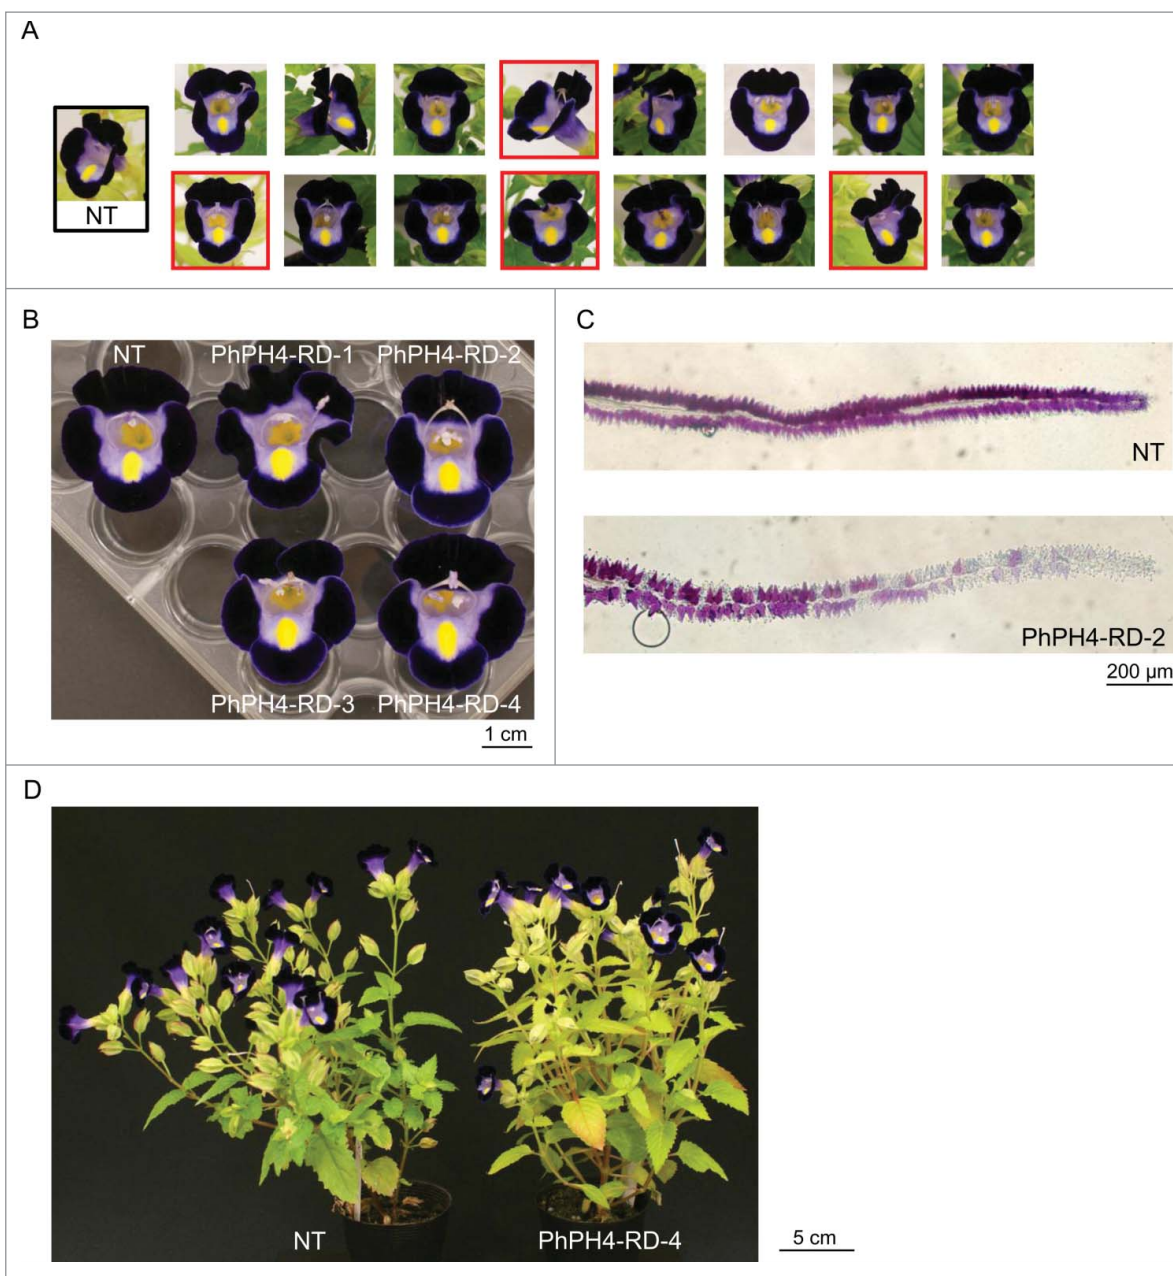 A
NT
B
NT PhPH4-RD-1 PhPH4-RD-2
PhPH4-RD-3 PhPH4-RD-4
1 cm
C
NT
PhPH4-RD-2
200 µm
D
NT PhPH4-RD-4
5 cm